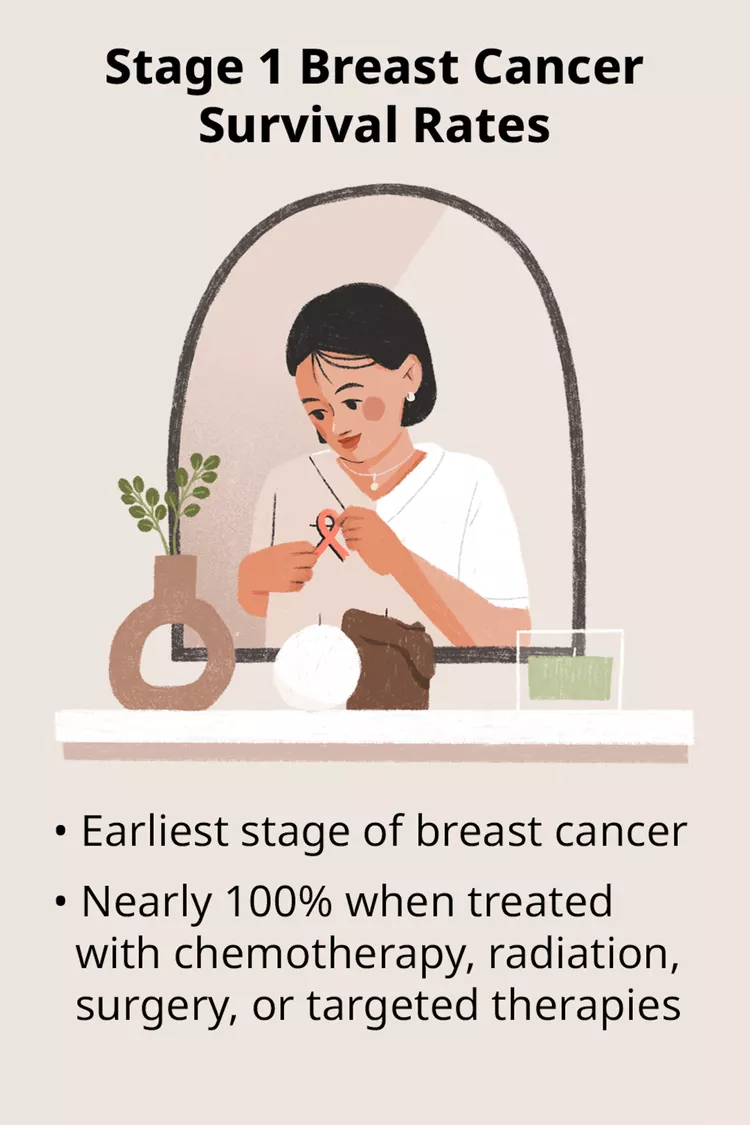 Stage 1 Breast Cancer
Survival Rates
• Earliest stage of breast cancer
• Nearly 100% when treated
with chemotherapy, radiation,
surgery, or targeted therapies